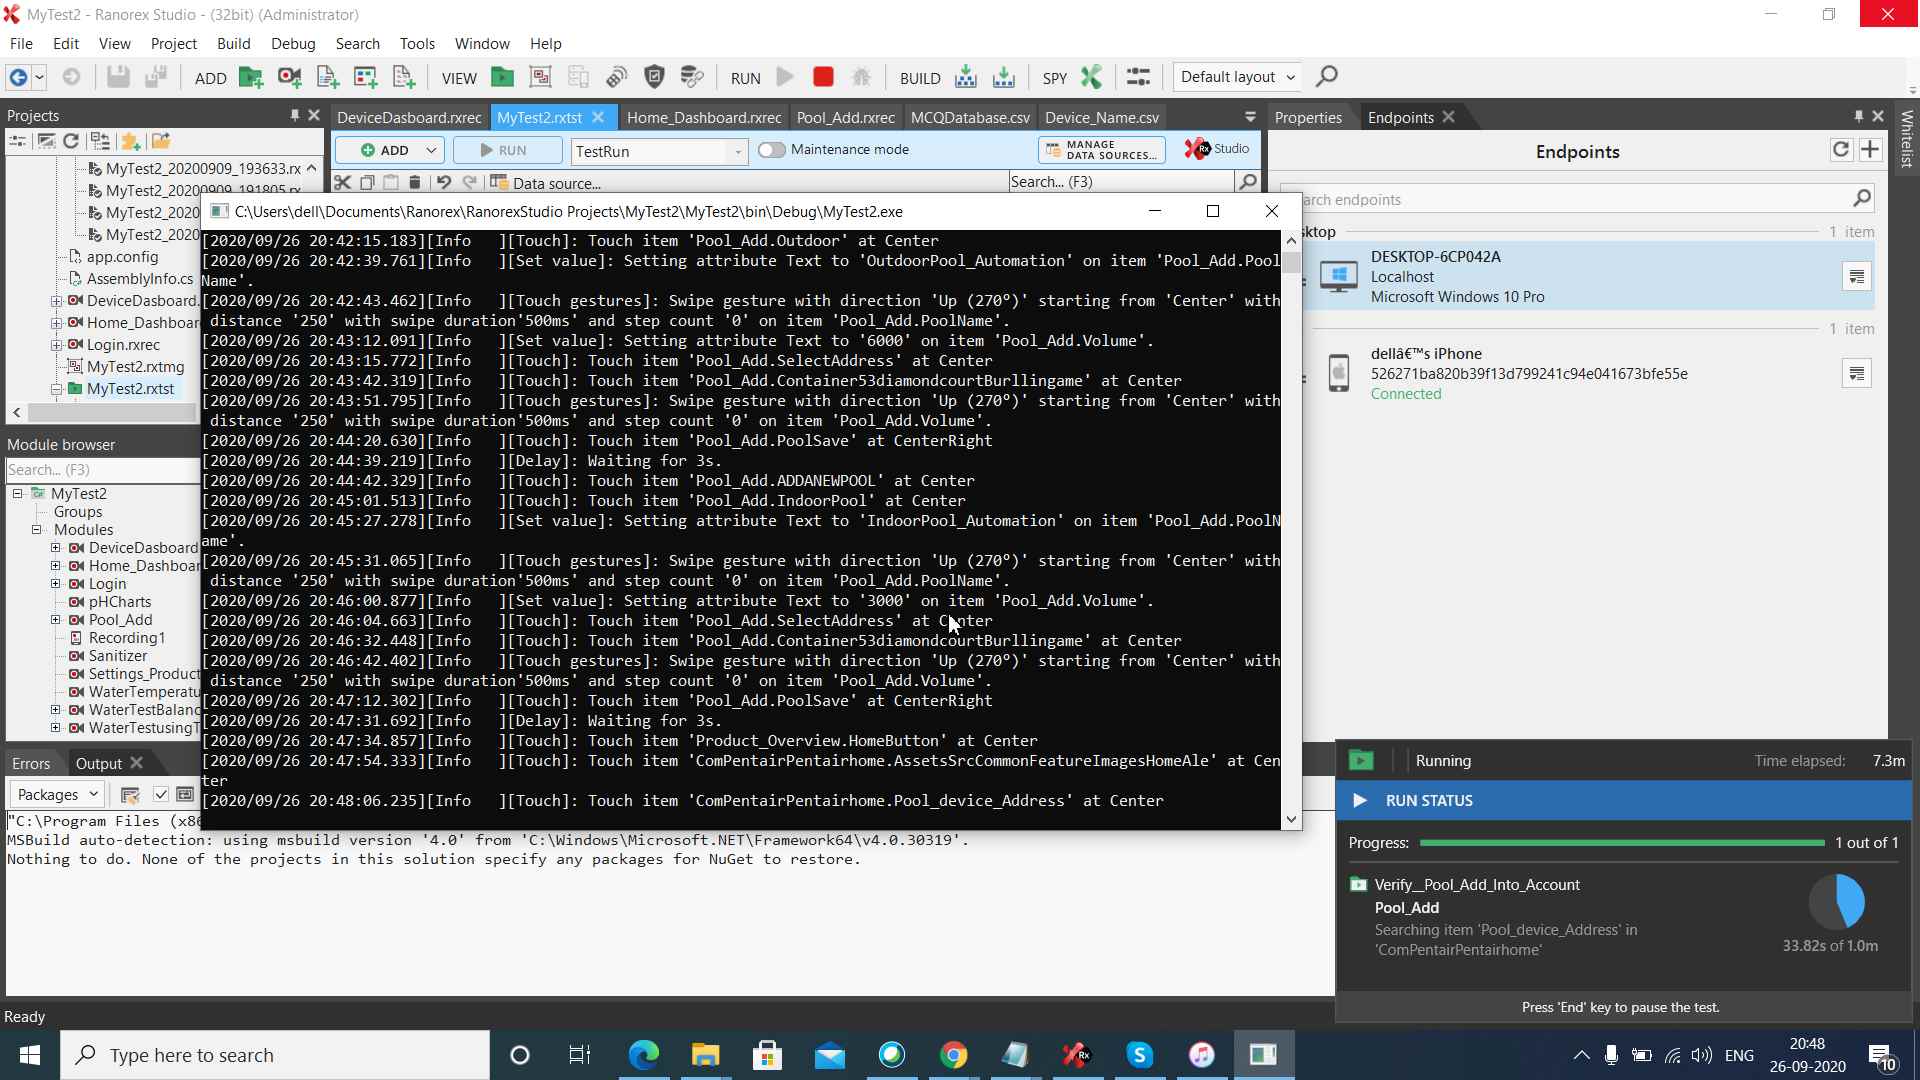 MyTest2 - Ranorex Studio - (32bit) (Administrator)
File Edit View Project Build Debug Search Tools Window Help
ADD VIEW RUN BUILD SPY Default layout
Projects
DeviceDasboard.rxrec MyTest2.rxtst Home_Dashboard.rxrec Pool_Add.rxrec MCQDatabase.csv Device_Name.csv
Properties Endpoints
Whitelist
ADD RUN TestRun Maintenance mode MANAGE DATA SOURCES... Studio
Data source... Search... (F3)
Endpoints
MyTest2_20200909_193633.rx
MyTest2_20200909_191805.rx
MyTest2_2020
MyTest2_2020
app.config
AssemblyInfo.cs
DeviceDasboard.
Home_Dashboar
Login.rxrec
MyTest2.rxtmg
MyTest2.rxtst
Module browser
Search... (F3)
MyTest2
Groups
Modules
DeviceDasboard
Home_Dashboar
Login
pHCharts
Pool_Add
Recording1
Sanitizer
Settings_Product
WaterTemperatu
WaterTestBalanc
WaterTestusingT
C:\Users\dell\Documents\Ranorex\RanorexStudio Projects\MyTest2\MyTest2\bin\Debug\MyTest2.exe
[2020/09/26 20:42:15.183][Info   ][Touch]: Touch item 'Pool_Add.Outdoor' at Center
[2020/09/26 20:42:39.761][Info   ][Set value]: Setting attribute Text to 'OutdoorPool_Automation' on item 'Pool_Add.Pool
Name'.
[2020/09/26 20:42:43.462][Info   ][Touch gestures]: Swipe gesture with direction 'Up (270°)' starting from 'Center' with
distance '250' with swipe duration'500ms' and step count '0' on item 'Pool_Add.PoolName'.
[2020/09/26 20:43:12.091][Info   ][Set value]: Setting attribute Text to '6000' on item 'Pool_Add.Volume'.
[2020/09/26 20:43:15.772][Info   ][Touch]: Touch item 'Pool_Add.SelectAddress' at Center
[2020/09/26 20:43:42.319][Info   ][Touch]: Touch item 'Pool_Add.Container53diamondcourtBurllingame' at Center
[2020/09/26 20:43:51.795][Info   ][Touch gestures]: Swipe gesture with direction 'Up (270°)' starting from 'Center' with
distance '250' with swipe duration'500ms' and step count '0' on item 'Pool_Add.Volume'.
[2020/09/26 20:44:20.630][Info   ][Touch]: Touch item 'Pool_Add.PoolSave' at CenterRight
[2020/09/26 20:44:39.219][Info   ][Delay]: Waiting for 3s.
[2020/09/26 20:44:42.329][Info   ][Touch]: Touch item 'Pool_Add.ADDANEWPOOL' at Center
[2020/09/26 20:45:01.513][Info   ][Touch]: Touch item 'Pool_Add.IndoorPool' at Center
[2020/09/26 20:45:27.278][Info   ][Set value]: Setting attribute Text to 'IndoorPool_Automation' on item 'Pool_Add.PoolN
ame'.
[2020/09/26 20:45:31.065][Info   ][Touch gestures]: Swipe gesture with direction 'Up (270°)' starting from 'Center' with
distance '250' with swipe duration'500ms' and step count '0' on item 'Pool_Add.PoolName'.
[2020/09/26 20:46:00.877][Info   ][Set value]: Setting attribute Text to '3000' on item 'Pool_Add.Volume'.
[2020/09/26 20:46:04.663][Info   ][Touch]: Touch item 'Pool_Add.SelectAddress' at Center
[2020/09/26 20:46:32.448][Info   ][Touch]: Touch item 'Pool_Add.Container53diamondcourtBurllingame' at Center
[2020/09/26 20:46:42.402][Info   ][Touch gestures]: Swipe gesture with direction 'Up (270°)' starting from 'Center' with
distance '250' with swipe duration'500ms' and step count '0' on item 'Pool_Add.Volume'.
[2020/09/26 20:47:12.302][Info   ][Touch]: Touch item 'Pool_Add.PoolSave' at CenterRight
[2020/09/26 20:47:31.692][Info   ][Delay]: Waiting for 3s.
[2020/09/26 20:47:34.857][Info   ][Touch]: Touch item 'Product_Overview.HomeButton' at Center
[2020/09/26 20:47:54.333][Info   ][Touch]: Touch item 'ComPentairPentairhome.AssetsSrcCommonFeatureImagesHomeAle' at Cen
ter
[2020/09/26 20:48:06.235][Info   ][Touch]: Touch item 'ComPentairPentairhome.Pool_device_Address' at Center
arch endpoints
ktop 1 item
DESKTOP-6CP042A
Localhost
Microsoft Windows 10 Pro
1 item
dellâ€™s iPhone
526271ba820b39f13d799241c94e041673bfe55e
Connected
Errors Output
Packages
"C:\Program Files (x86
MSBuild auto-detection: using msbuild version '4.0' from 'C:\Windows\Microsoft.NET\Framework64\v4.0.30319'.
Nothing to do. None of the projects in this solution specify any packages for NuGet to restore.
Running Time elapsed: 7.3m
RUN STATUS
Progress: 1 out of 1
Verify__Pool_Add_Into_Account
Pool_Add
Searching item 'Pool_device_Address' in
'ComPentairPentairhome'
33.82s of 1.0m
Press 'End' key to pause the test.
Ready
Type here to search
ENG
20:48
26-09-2020
10